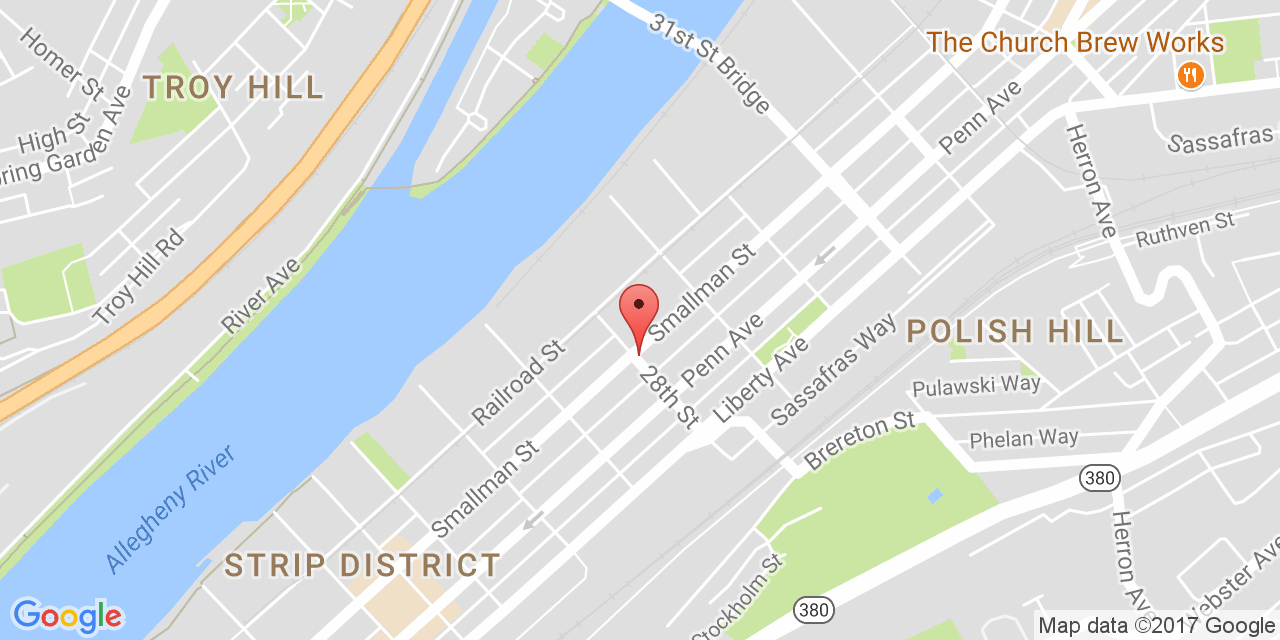 Homer St
TROY HILL
High St
Spring Garden Ave
31st St Bridge
The Church Brew Works
Penn Ave
Sassafras
Herron Ave
Ruthven St
Troy Hill Rd
River Ave
Smallman St
POLISH HILL
Railroad St
Penn Ave
Liberty Ave
Sassafras Way
28th St
Pulawski Way
Brereton St
Phelan Way
380
Smallman St
Allegheny River
STRIP DISTRICT
Herron Ave
Webster Ave
Stockholm St
380
Google
Map data ©2017 Google